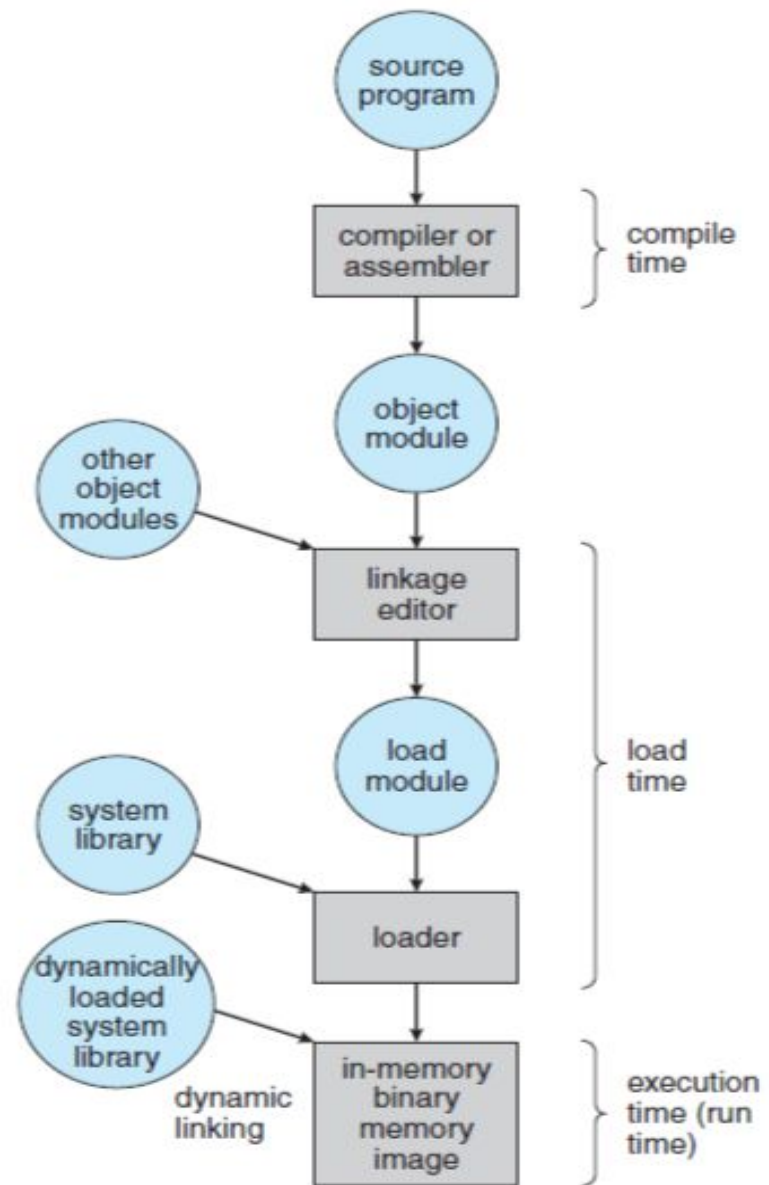 source
program
compiler or
assembler
compile
time
object
module
other
object
modules
linkage
editor
load
module
load
time
system
library
loader
dynamically
loaded
system
library
dynamic
linking
in-memory
binary
memory
image
execution
time (run
time)